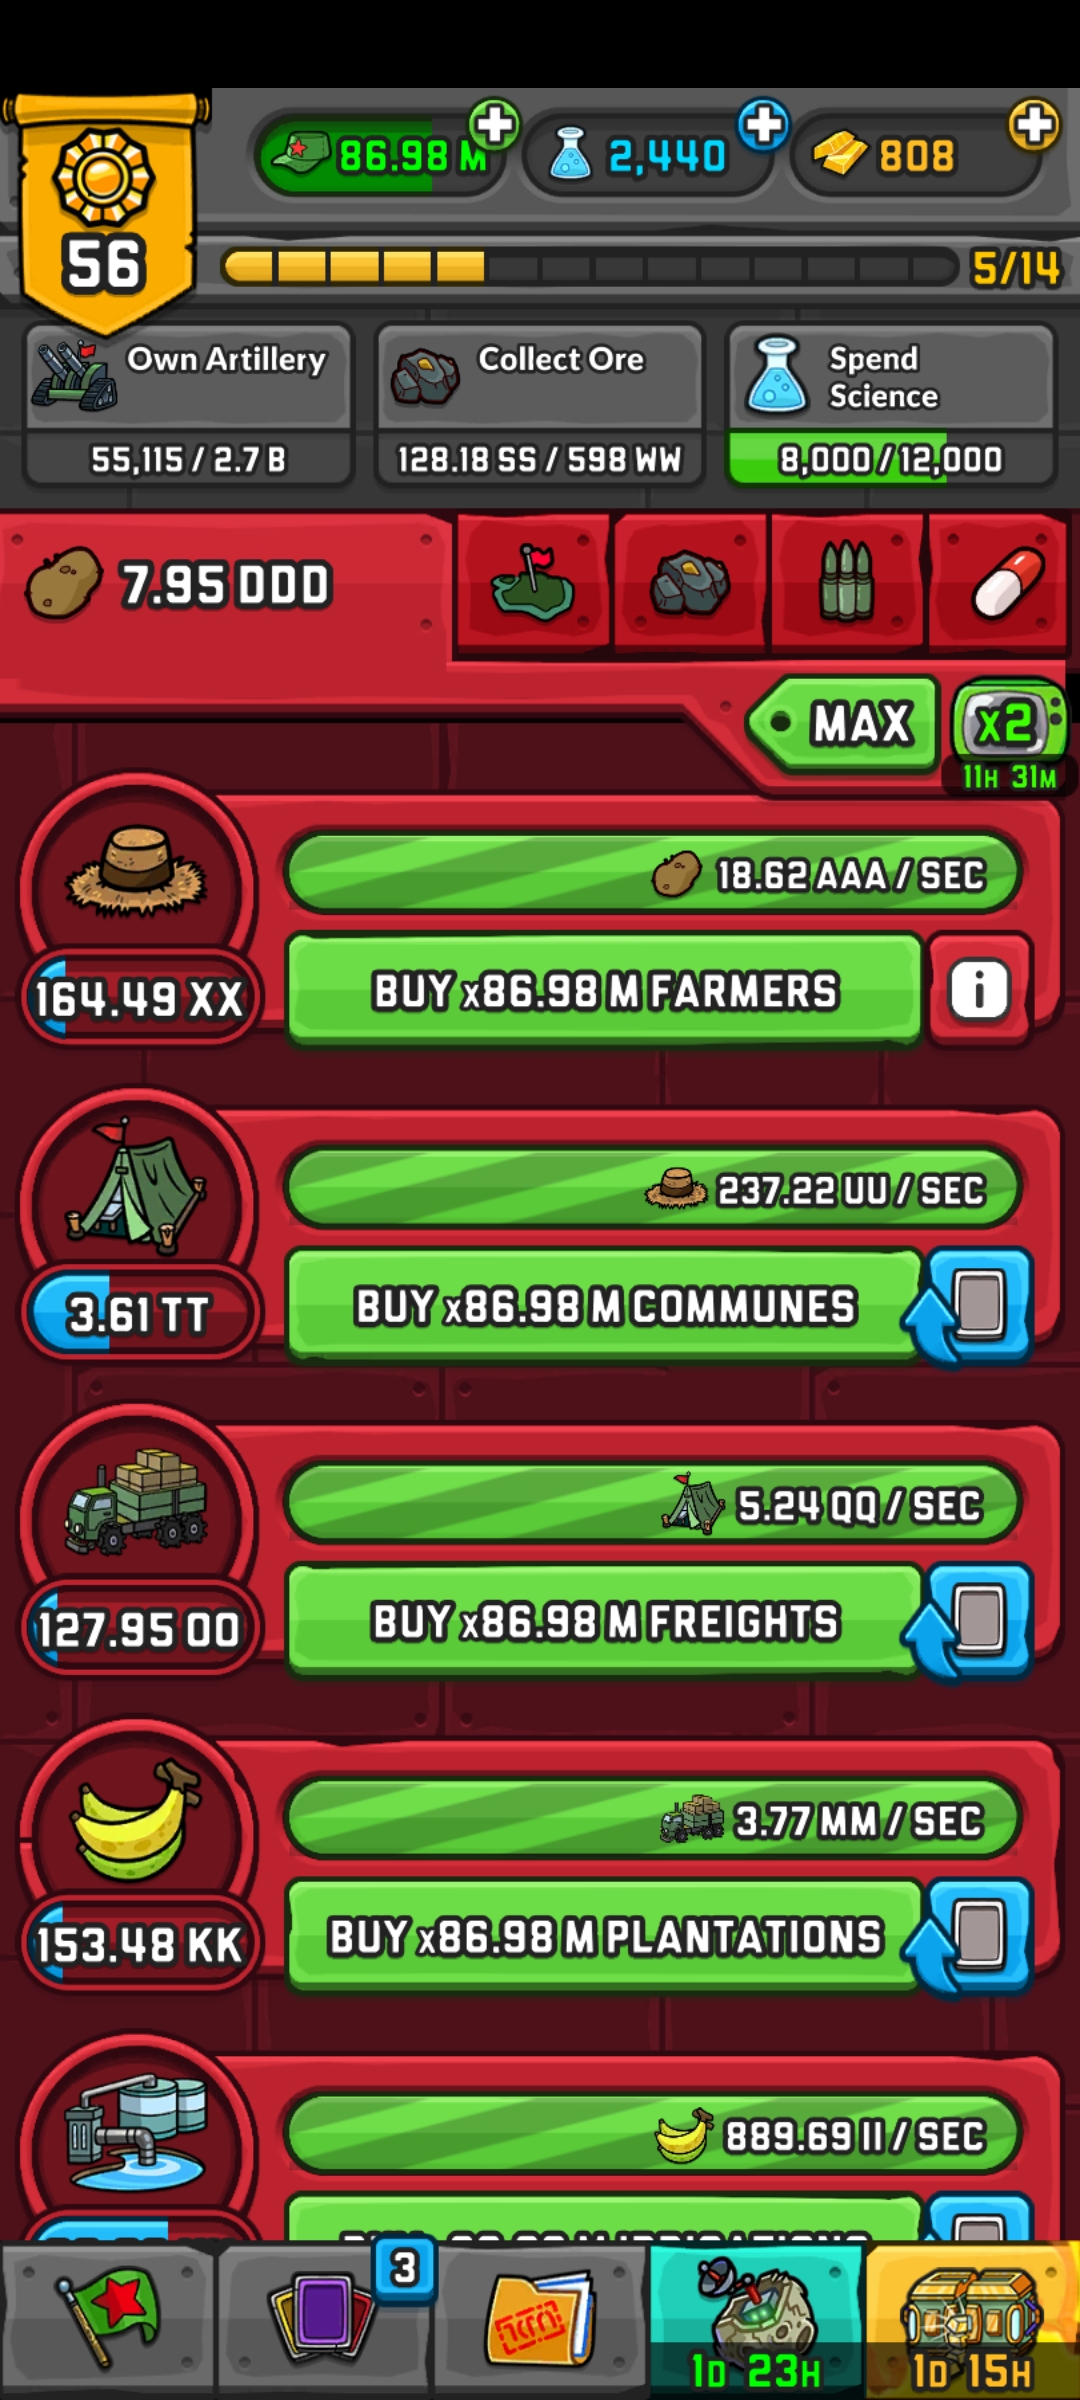 86.98 M
2,440
808
56
5/14
Own Artillery
55,115 / 2.7 B
Collect Ore
128.18 SS / 598 WW
Spend
Science
8,000 / 12,000
7.95 DDD
MAX
x2
11H 31M
18.62 AAA / SEC
164.49 XX
BUY x86.98 M FARMERS
i
237.22 UU / SEC
3.61 TT
BUY x86.98 M COMMUNES
5.24 QQ / SEC
127.95 OO
BUY x86.98 M FREIGHTS
3.77 MM / SEC
153.48 KK
BUY x86.98 M PLANTATIONS
889.69 II / SEC
3
1D 23H
1D 15H